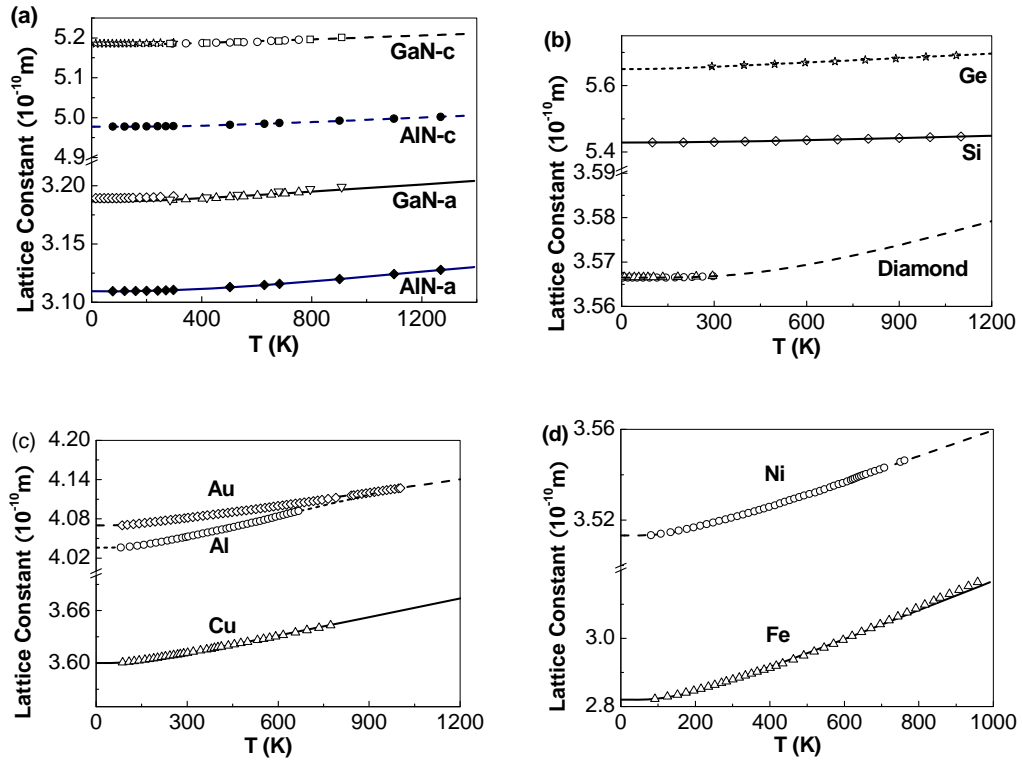 (a)
Lattice Constant (10⁻¹⁰m)
5.2
5.1
5.0
4.9
3.20
3.15
3.10
GaN-c
AlN-c
GaN-a
AlN-a
0 400 800 1200
T (K)
(b)
Lattice Constant (10⁻¹⁰m)
5.6
5.4
3.59
3.58
3.57
3.56
Ge
Si
Diamond
0 300 600 900 1200
T (K)
(c)
Lattice Constant (10⁻¹⁰m)
4.20
4.14
4.08
4.02
3.66
3.60
Au
Al
Cu
0 300 600 900 1200
T (K)
(d)
Lattice Constant (10⁻¹⁰m)
3.56
3.52
3.0
2.8
Ni
Fe
0 200 400 600 800 1000
T (K)